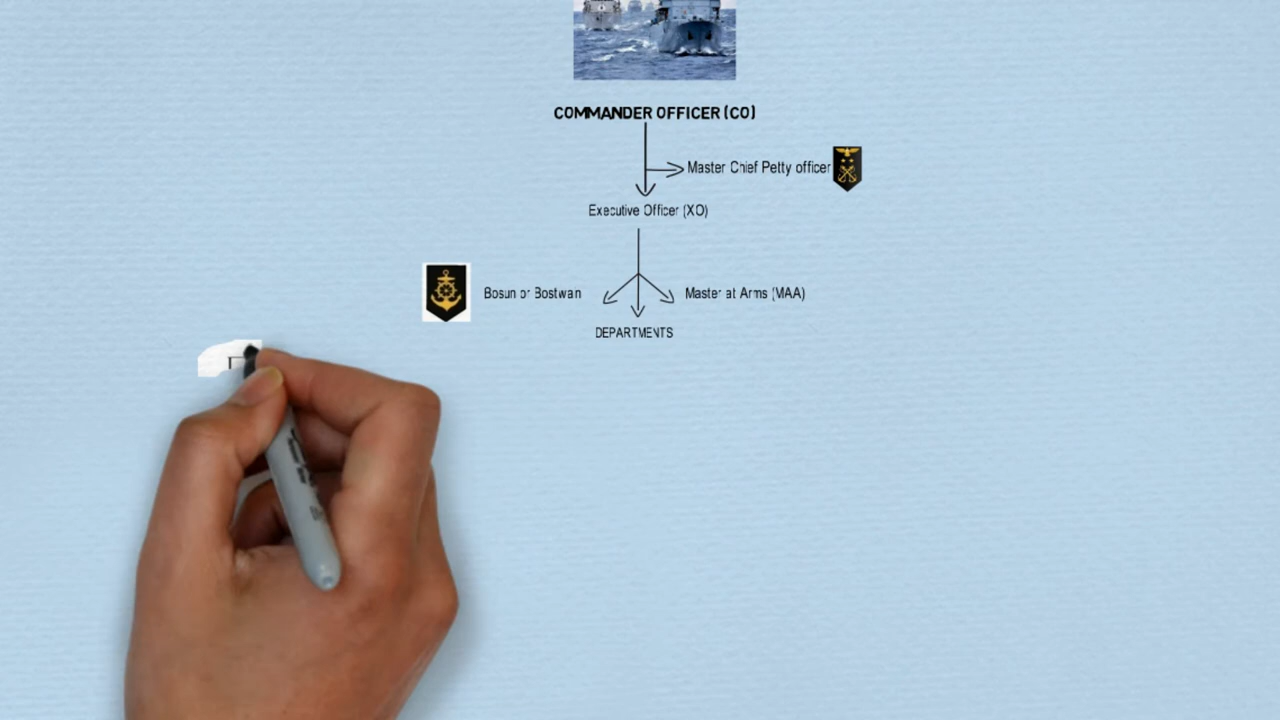 COMMANDER OFFICER (CO)
Master Chief Petty officer
Executive Officer (XO)
Bosun or Bostwan
Master at Arms (MAA)
DEPARTMENTS